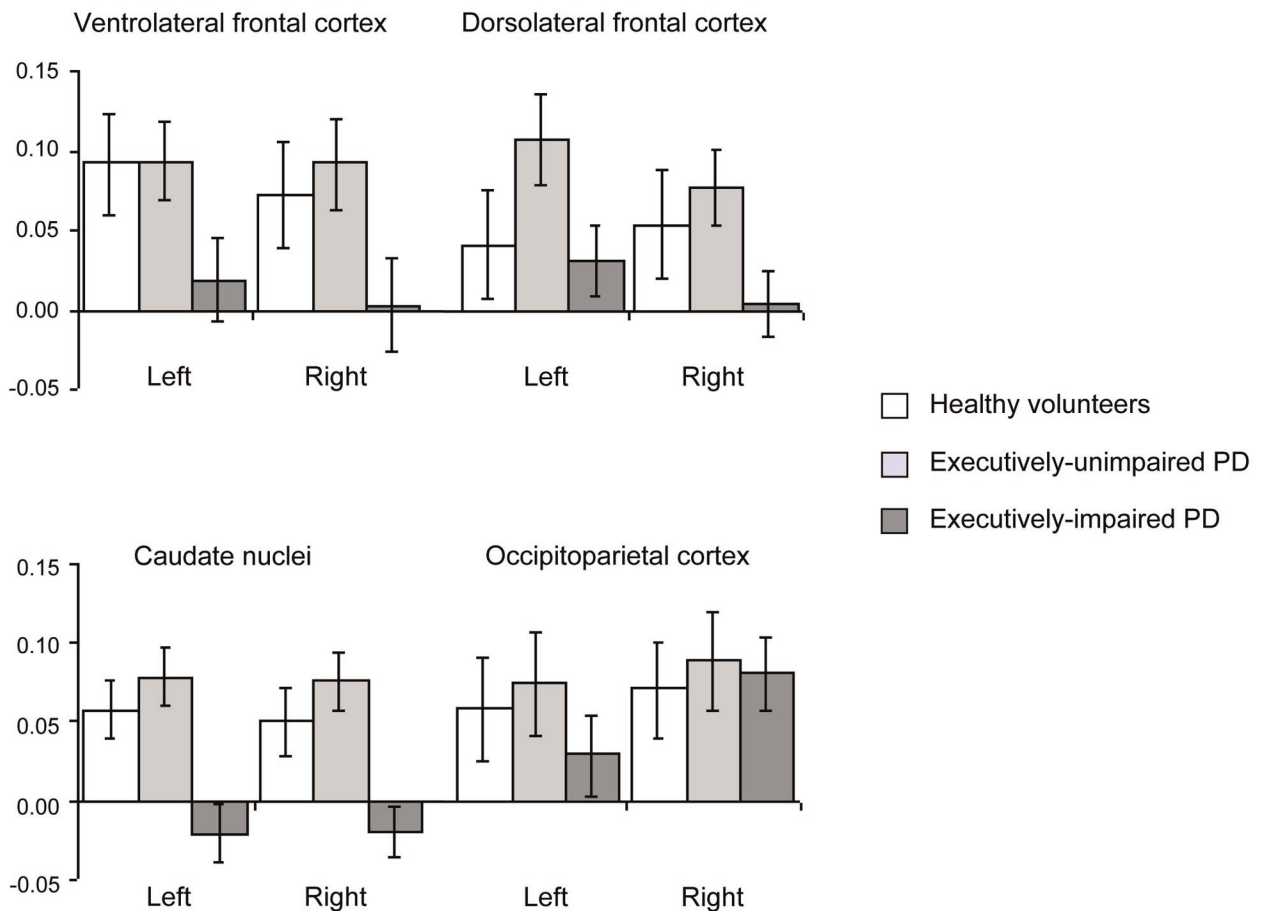 Ventrolateral frontal cortex
Dorsolateral frontal cortex
0.15
0.10
0.05
0.00
-0.05
Left
Right
Left
Right
Healthy volunteers
Executively-unimpaired PD
Executively-impaired PD
Caudate nuclei
Occipitoparietal cortex
0.15
0.10
0.05
0.00
-0.05
Left
Right
Left
Right